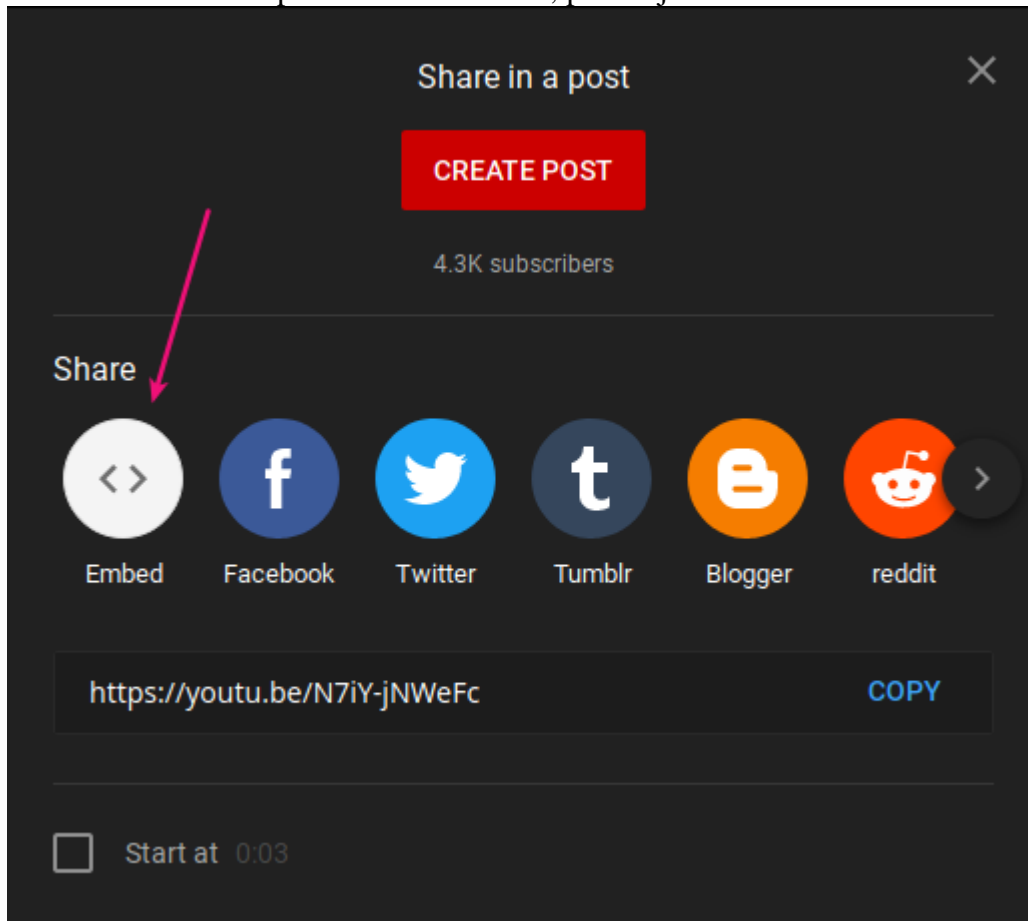 Share in a post
CREATE POST
4.3K subscribers
Share
Embed Facebook Twitter Tumblr Blogger reddit
https://youtu.be/N7iY-jNWeFc COPY
Start at 0:03